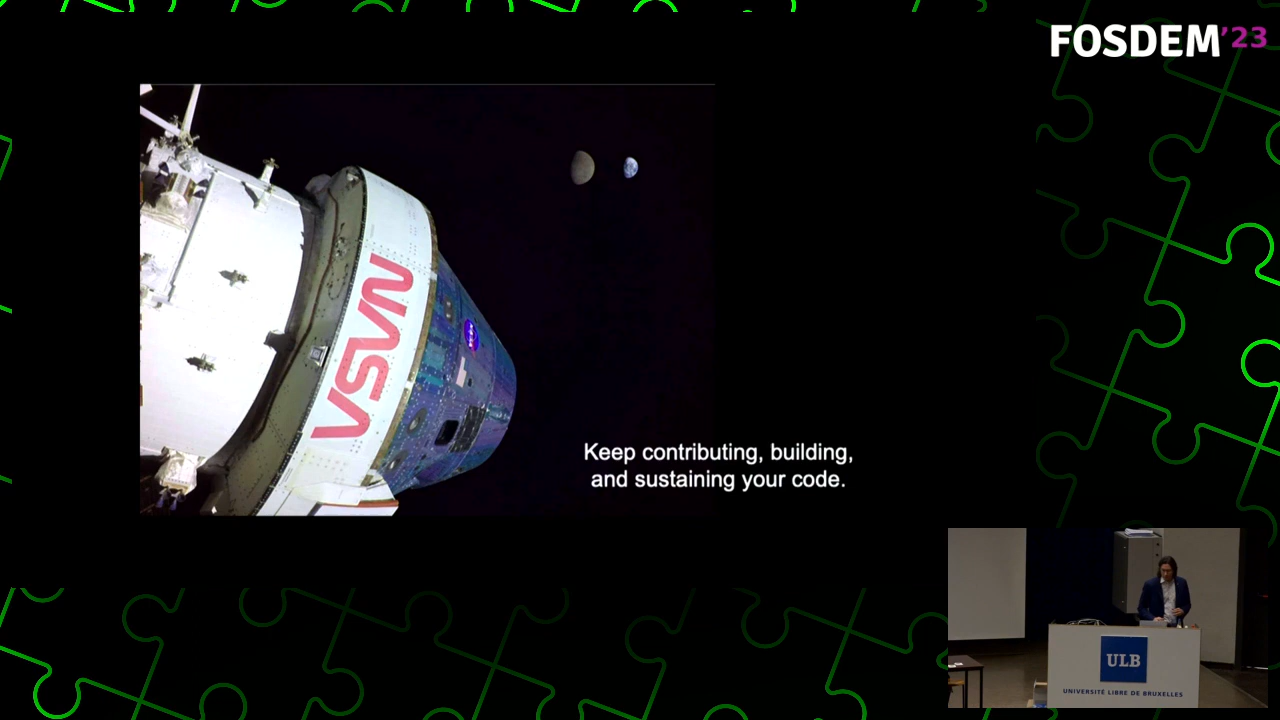 FOSDEM'23
NASA
Keep contributing, building,
and sustaining your code.
ULB
UNIVERSITÉ LIBRE DE BRUXELLES